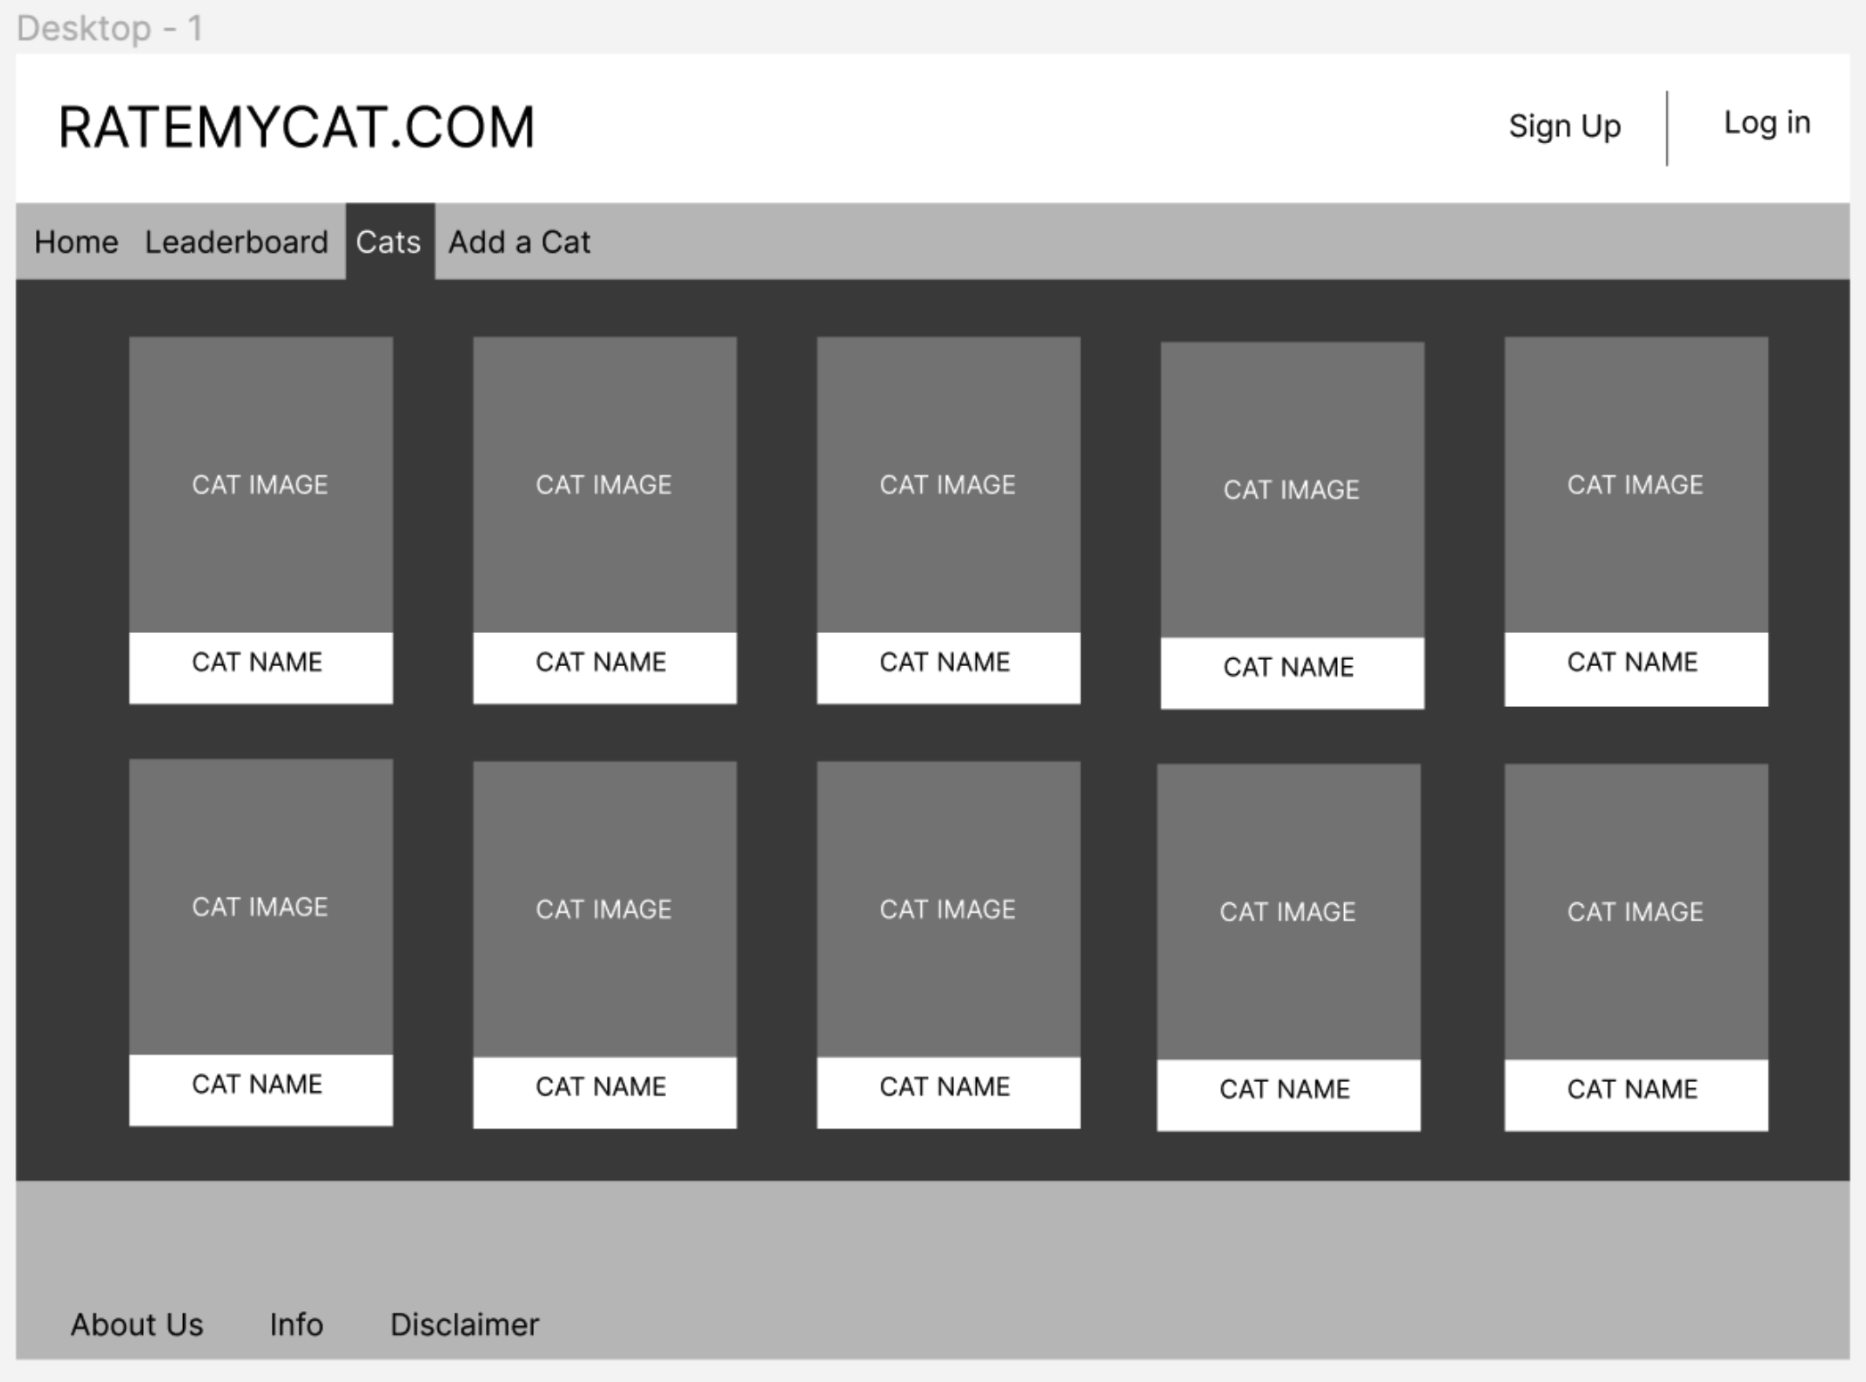 Desktop - 1
RATEMYCAT.COM
Sign Up
Log in
Home Leaderboard Cats Add a Cat
CAT IMAGE CAT IMAGE CAT IMAGE CAT IMAGE CAT IMAGE
CAT NAME CAT NAME CAT NAME CAT NAME CAT NAME
CAT IMAGE CAT IMAGE CAT IMAGE CAT IMAGE CAT IMAGE
CAT NAME CAT NAME CAT NAME CAT NAME CAT NAME
About Us Info Disclaimer